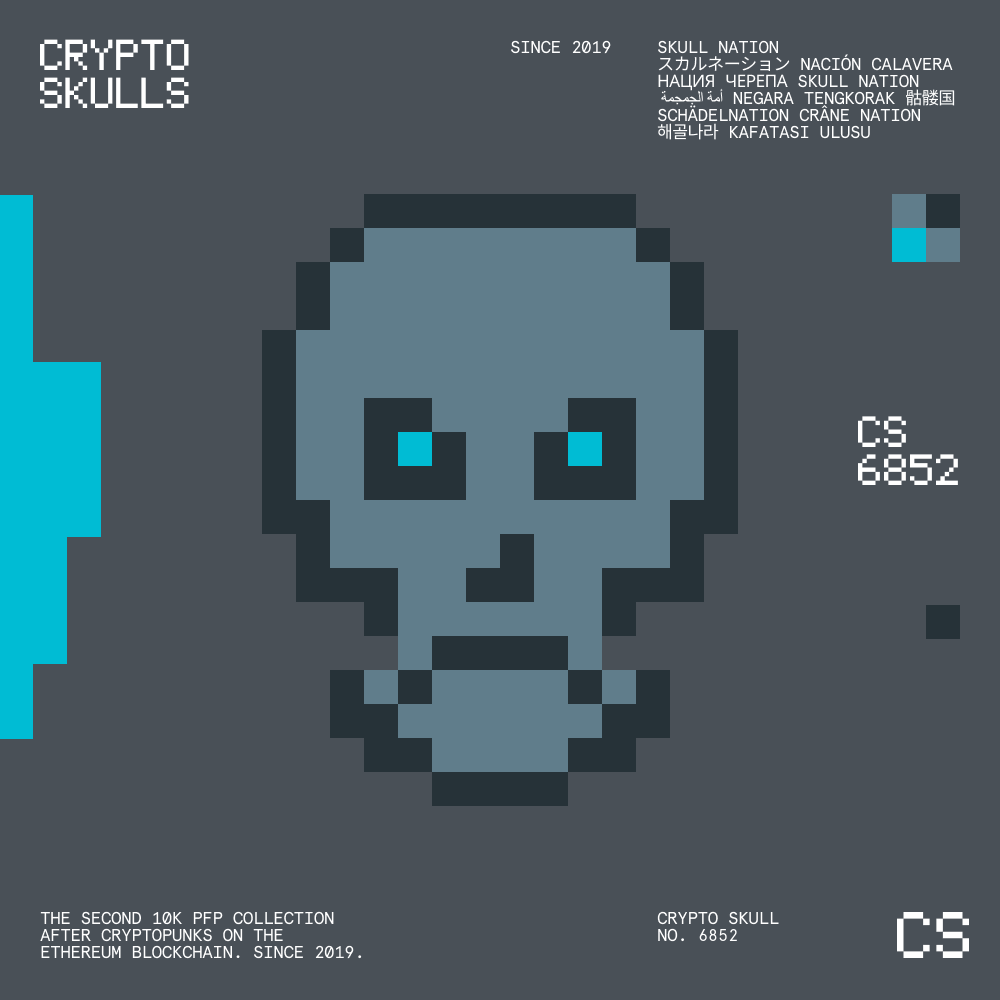 CRYPTO
SKULLS
SINCE 2019
SKULL NATION
スカルネーション NACIÓN CALAVERA
НАЦИЯ ЧЕРЕПА SKULL NATION
أمة الجمجمة NEGARA TENGKORAK 骷髅国
SCHÄDELNATION CRÂNE NATION
해골나라 KAFATASI ULUSU
CS
6852
THE SECOND 10K PFP COLLECTION
AFTER CRYPTOPUNKS ON THE
ETHEREUM BLOCKCHAIN. SINCE 2019.
CRYPTO SKULL
NO. 6852
CS